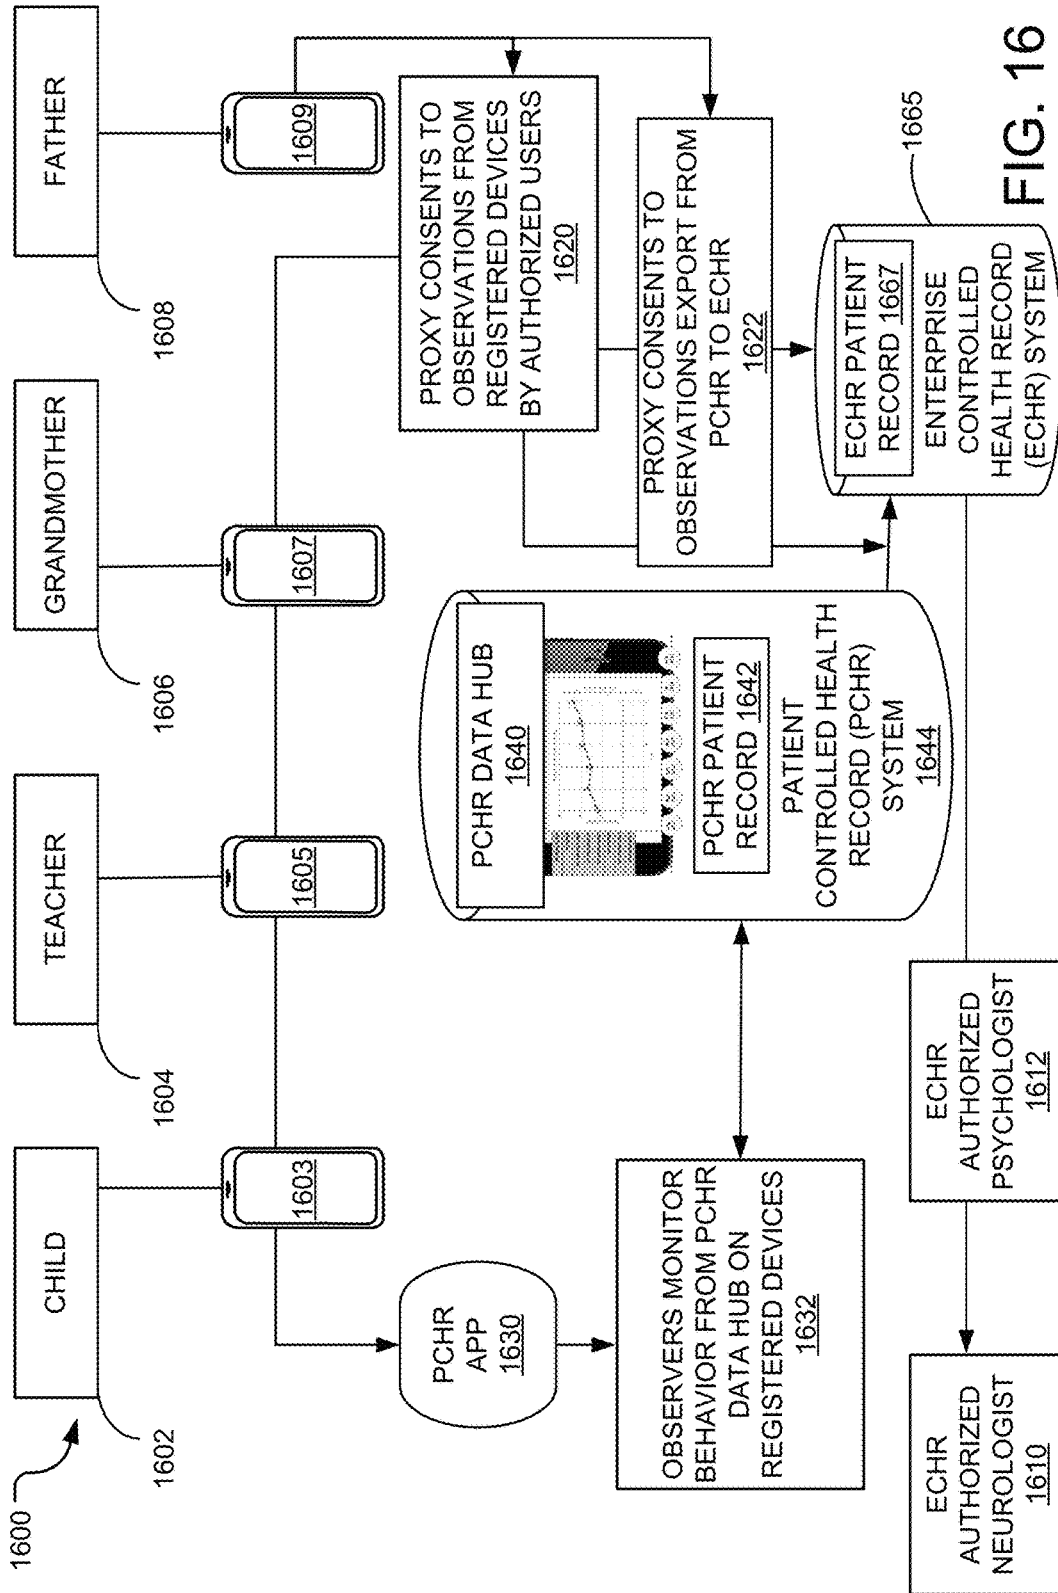 1600
CHILD
1602
TEACHER
1604
GRANDMOTHER
1606
FATHER
1608
1603
1605
1607
1609
PCHR
APP
1630
OBSERVERS MONITOR
BEHAVIOR FROM PCHR
DATA HUB ON
REGISTERED DEVICES
1632
PCHR DATA HUB
1640
PCHR PATIENT
RECORD 1642
PATIENT
CONTROLLED HEALTH
RECORD (PCHR)
SYSTEM
1644
PROXY CONSENTS TO
OBSERVATIONS FROM
REGISTERED DEVICES
BY AUTHORIZED USERS
1620
PROXY CONSENTS TO
OBSERVATIONS EXPORT FROM
PCHR TO ECHR
1622
ECHR PATIENT
RECORD 1667
ENTERPRISE
CONTROLLED
HEALTH RECORD
(ECHR) SYSTEM
1665
ECHR
AUTHORIZED
NEUROLOGIST
1610
ECHR
AUTHORIZED
PSYCHOLOGIST
1612
FIG. 16